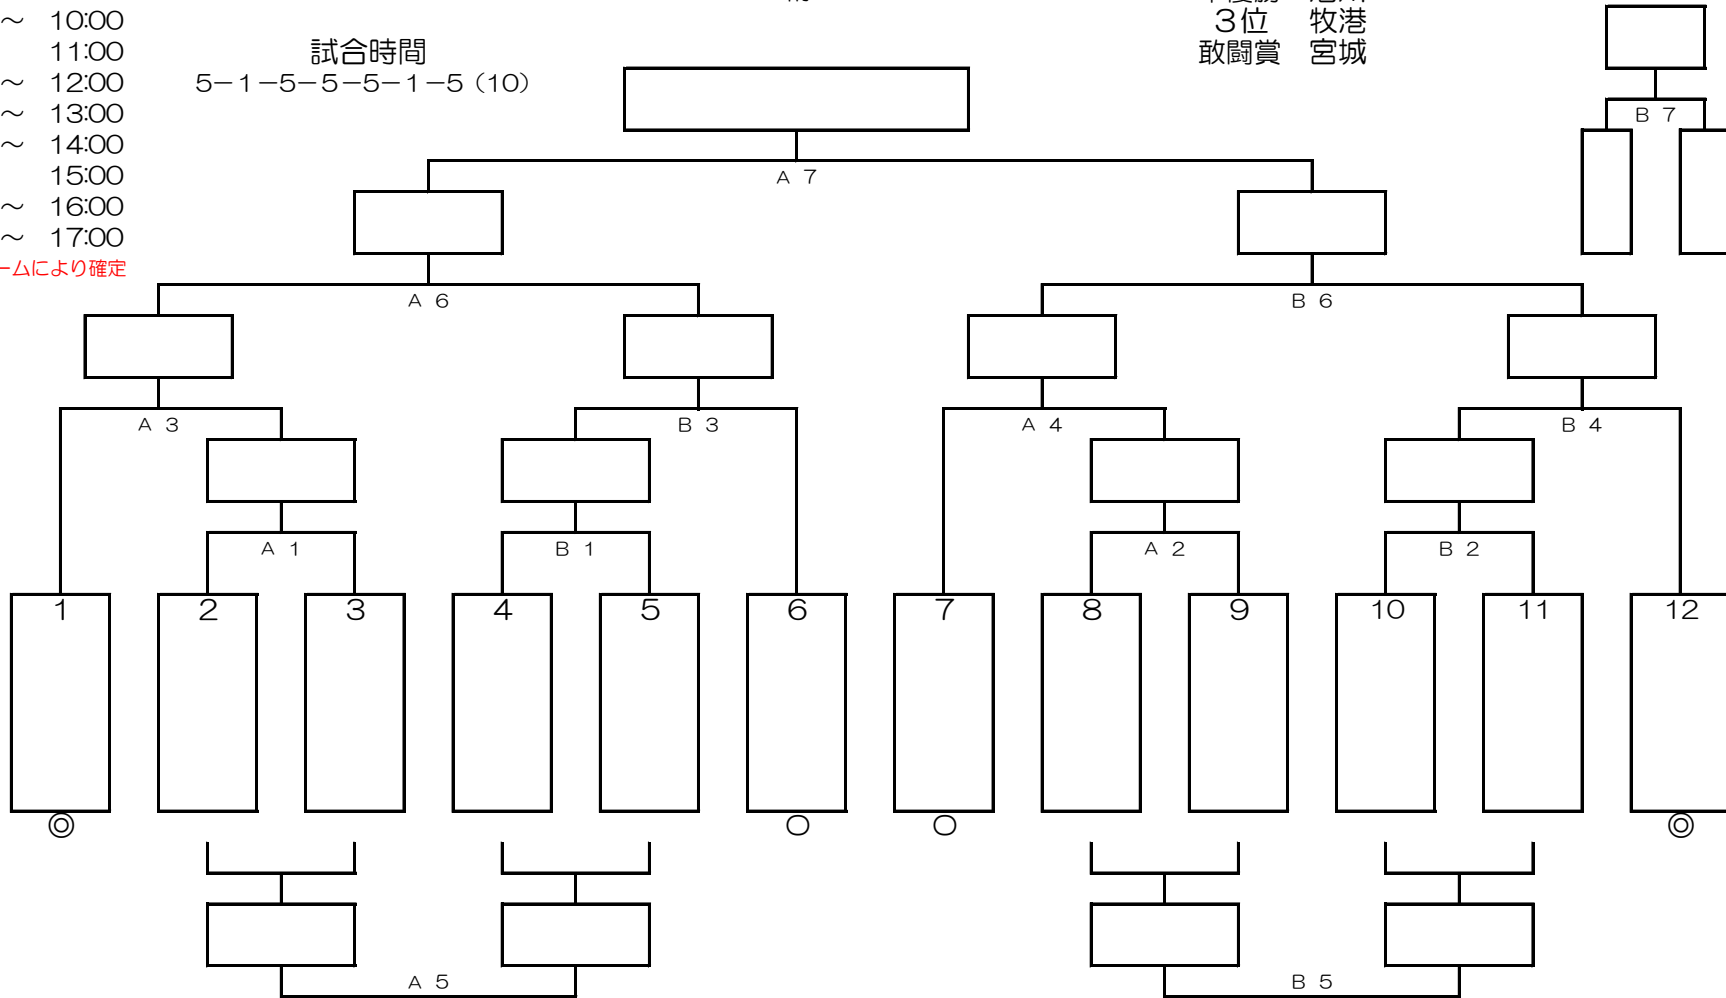 ～ 10:00
11:00
～ 12:00
～ 13:00
～ 14:00
15:00
～ 16:00
～ 17:00
ームにより確定
試合時間
5－1－5－5－5－1－5（10）
3位 牧港
敢闘賞 宮城
B 7
A 7
A 6
B 6
A 3
B 3
A 4
B 4
A 1
B 1
A 2
B 2
1 2 3 4 5 6 7 8 9 10 11 12
◎ ○ ○ ◎
A 5
B 5